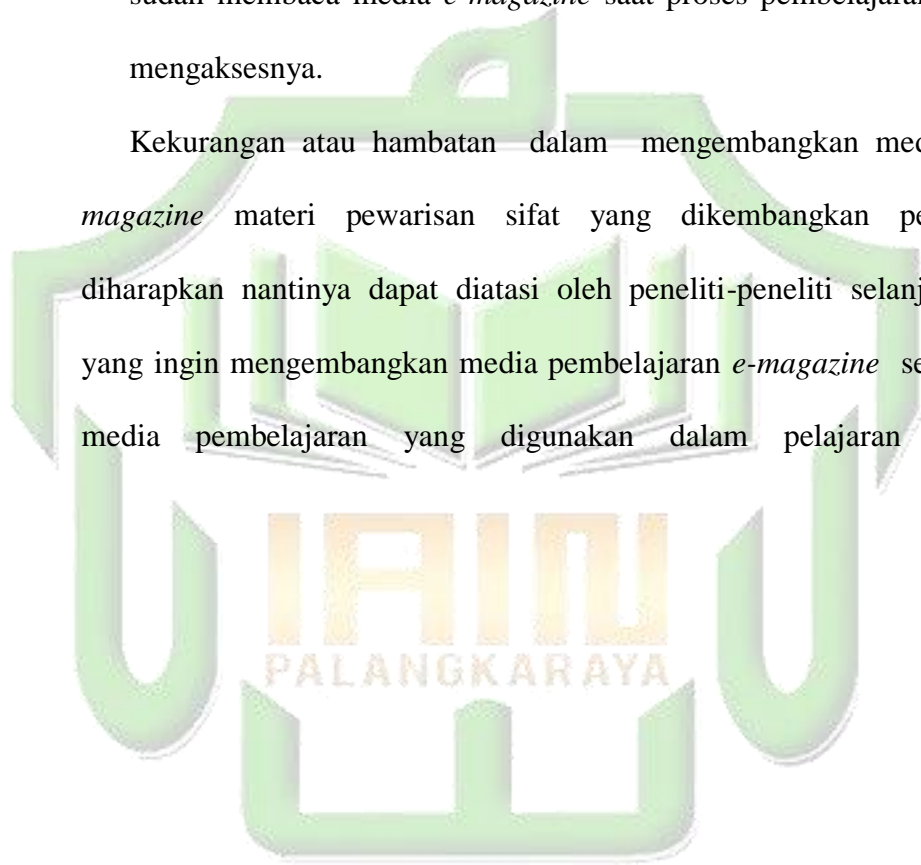 sudah membaca media e-magazine saat proses pembelajaran
mengaksesnya.
Kekurangan atau hambatan dalam mengembangkan med
magazine materi pewarisan sifat yang dikembangkan pe
diharapkan nantinya dapat diatasi oleh peneliti-peneliti selanj
yang ingin mengembangkan media pembelajaran e-magazine se
media pembelajaran yang digunakan dalam pelajaran
IAIN
PALANGKARAYA